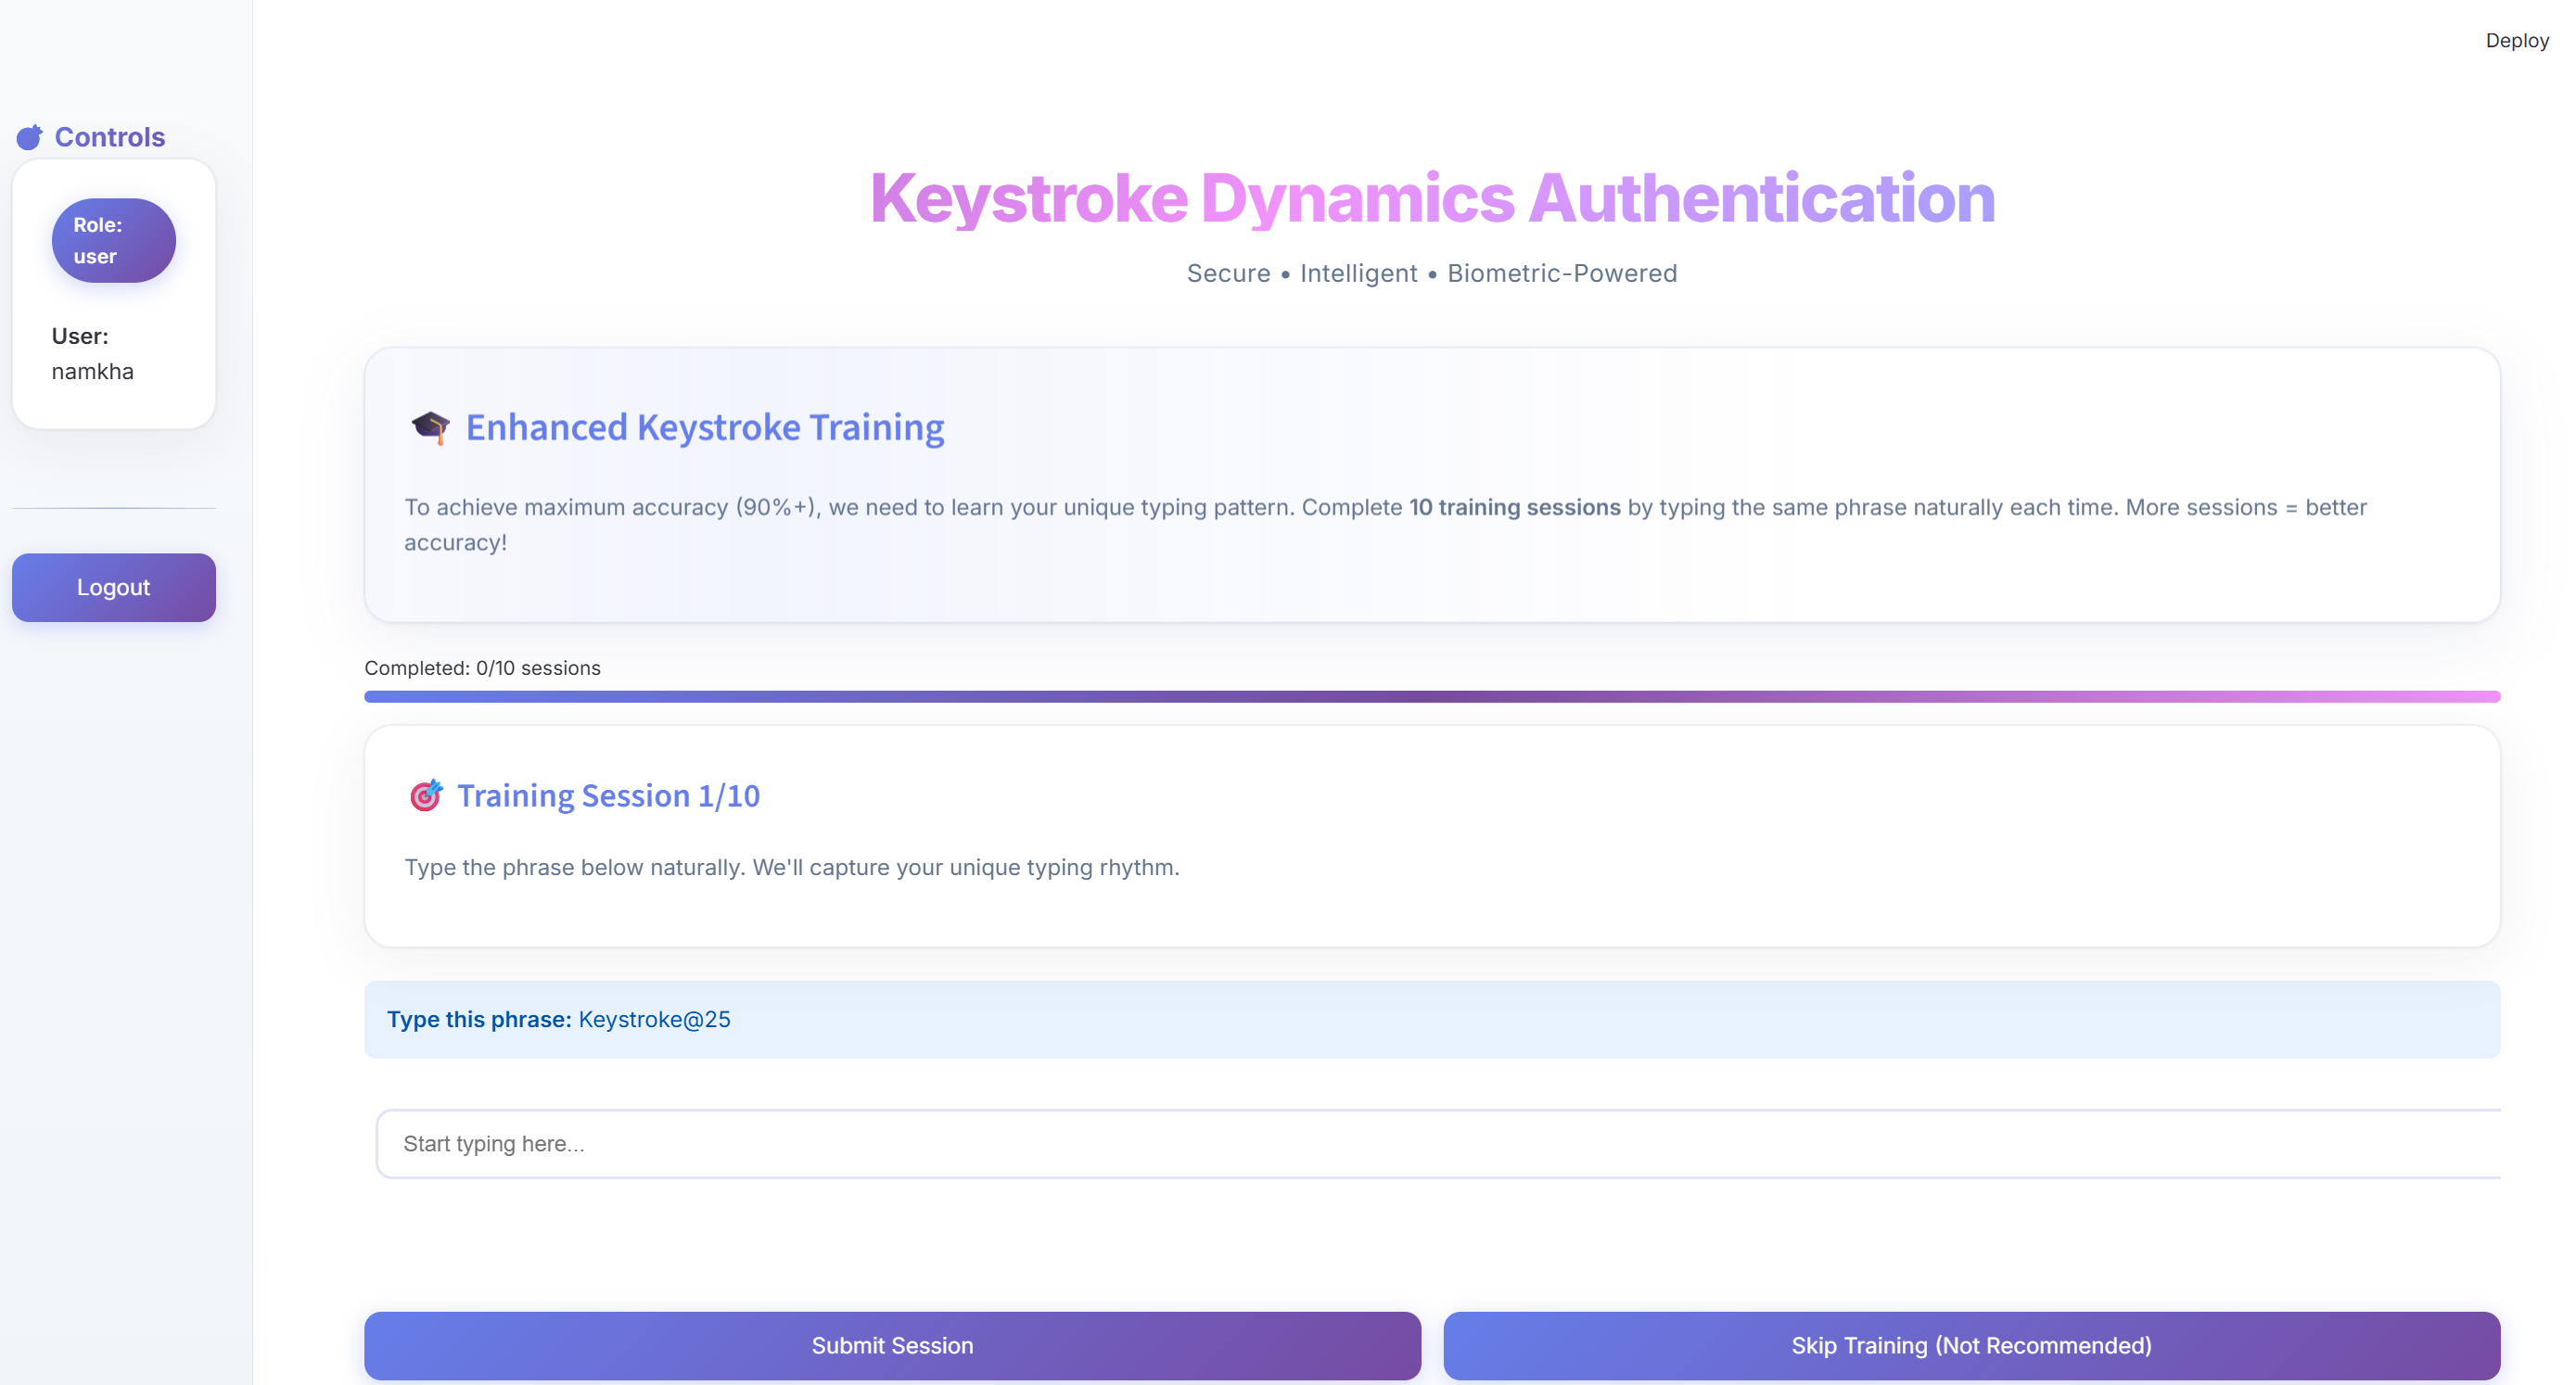 Deploy
Controls
Role:
user
User:
namkha
Logout
Keystroke Dynamics Authentication
Secure • Intelligent • Biometric-Powered
🎓 Enhanced Keystroke Training
To achieve maximum accuracy (90%+), we need to learn your unique typing pattern. Complete 10 training sessions by typing the same phrase naturally each time. More sessions = better
accuracy!
Completed: 0/10 sessions
🎯 Training Session 1/10
Type the phrase below naturally. We'll capture your unique typing rhythm.
Type this phrase: Keystroke@25
Start typing here...
Submit Session
Skip Training (Not Recommended)